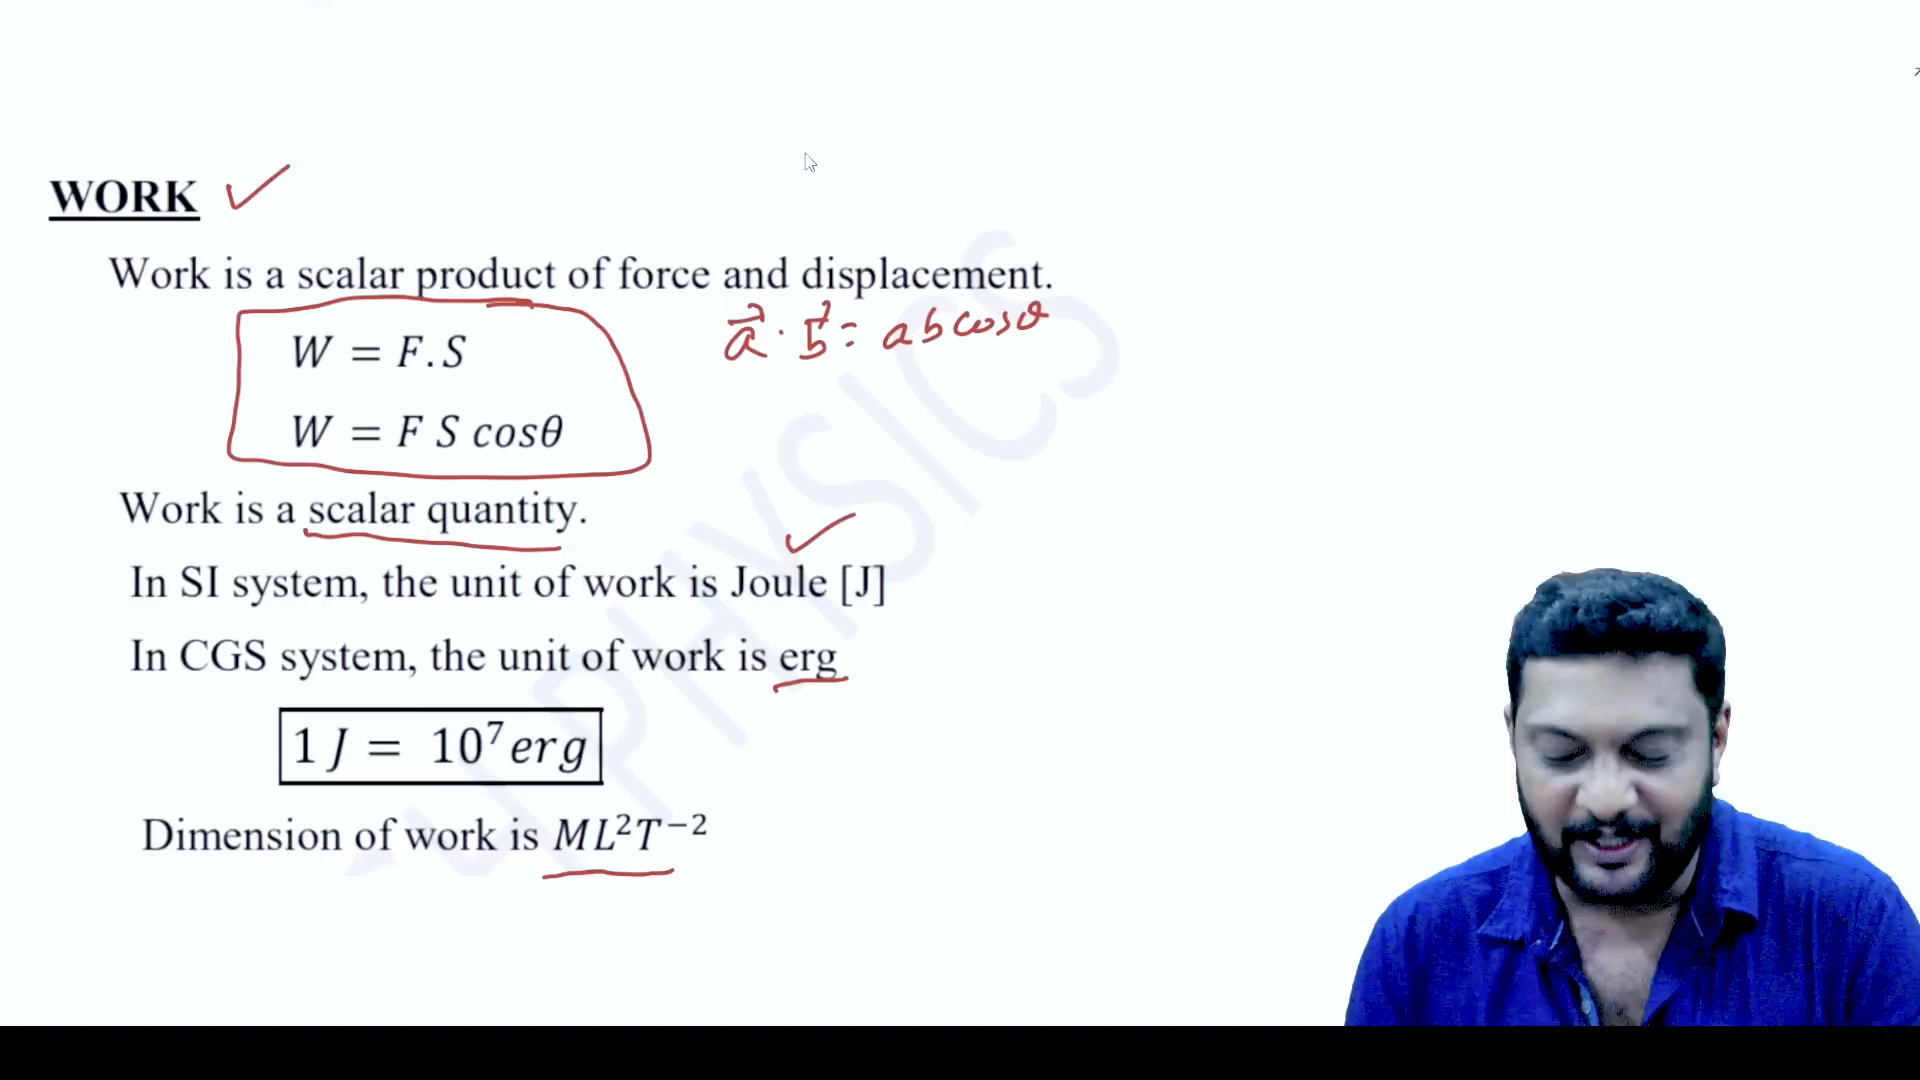 WORK
Work is a scalar product of force and displacement.
W = F.S
a⃗ · b⃗ = ab cosθ
W = F S cosθ
Work is a scalar quantity.
In SI system, the unit of work is Joule [J]
In CGS system, the unit of work is erg
1 J = 10⁷ erg
Dimension of work is ML²T⁻²
PHYSICS